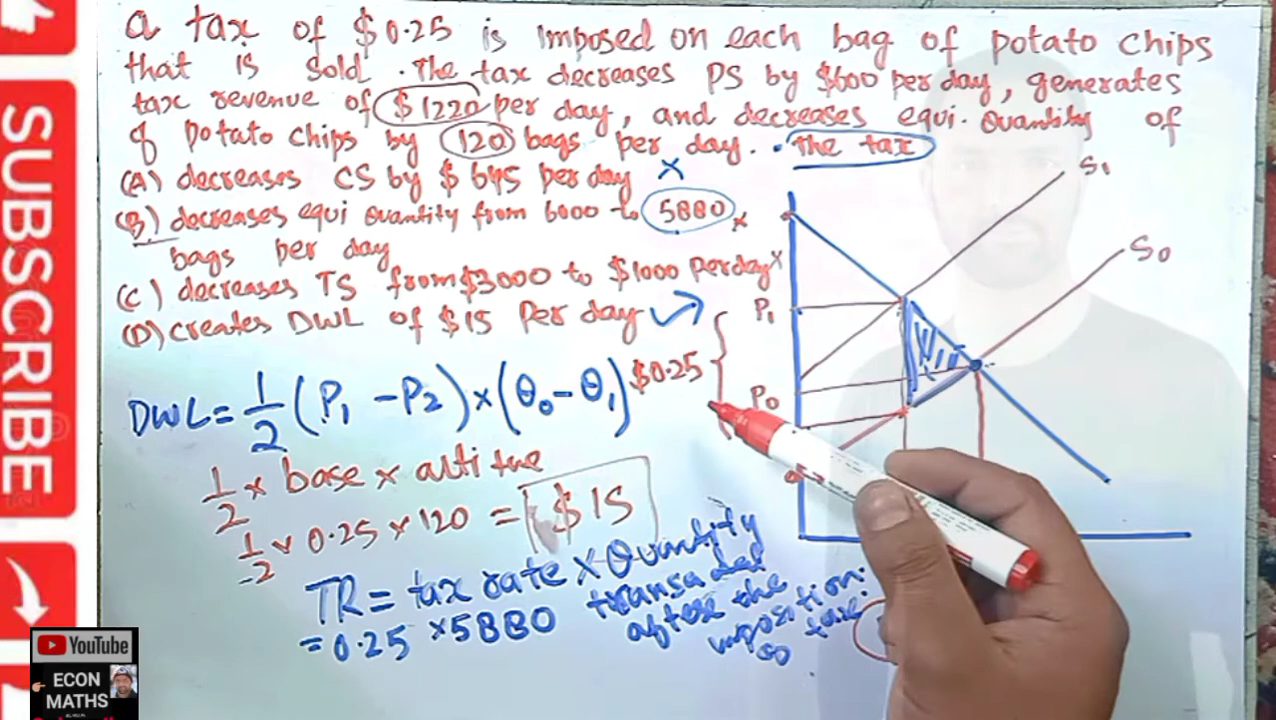 a tax of $0.25 is imposed on each bag of potato chips
that is sold. The tax decreases PS by $600 per day, generates
tax revenue of $1220 per day, and decreases equi. Quantity of
of potato chips by 120 bags per day. . The tax
(A) decreases CS by $645 per day x
(B) decreases equi Quantity from 6000 to 5880 x
bags per day
(C) decreases TS from $3000 to $1000 per day x
(D) creates DWL of $15 Per day ✓
DWL = 1/2 (P1 - P2) × (Q0 - Q1)
1/2 × base × altitue
1/2 × 0.25 × 120 = $15
TR = tax rate × Quantity
transaded
after the
imposition
= 0.25 × 5880
S1
S0
P1
$0.25
P0
SUBSCRIBE
YouTube
ECON
MATHS